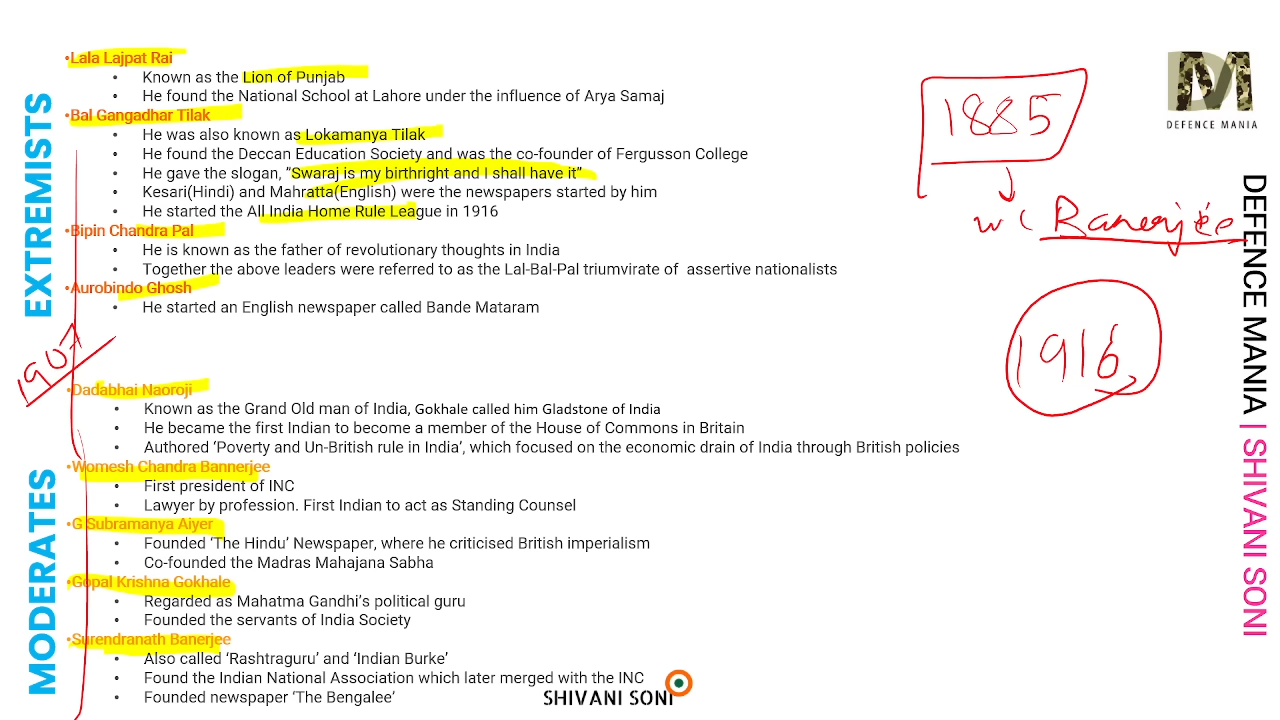 EXTREMISTS
•Lala Lajpat Rai
• Known as the Lion of Punjab
• He found the National School at Lahore under the influence of Arya Samaj
•Bal Gangadhar Tilak
• He was also known as Lokamanya Tilak
• He found the Deccan Education Society and was the co-founder of Fergusson College
• He gave the slogan, "Swaraj is my birthright and I shall have it"
• Kesari(Hindi) and Mahratta(English) were the newspapers started by him
• He started the All India Home Rule League in 1916
•Bipin Chandra Pal
• He is known as the father of revolutionary thoughts in India
• Together the above leaders were referred to as the Lal-Bal-Pal triumvirate of assertive nationalists
•Aurobindo Ghosh
• He started an English newspaper called Bande Mataram
1907
MODERATES
•Dadabhai Naoroji
• Known as the Grand Old man of India, Gokhale called him Gladstone of India
• He became the first Indian to become a member of the House of Commons in Britain
• Authored 'Poverty and Un-British rule in India', which focused on the economic drain of India through British policies
•Womesh Chandra Bannerjee
• First president of INC
• Lawyer by profession. First Indian to act as Standing Counsel
•G Subramanya Aiyer
• Founded 'The Hindu' Newspaper, where he criticised British imperialism
• Co-founded the Madras Mahajana Sabha
•Gopal Krishna Gokhale
• Regarded as Mahatma Gandhi's political guru
• Founded the servants of India Society
•Surendranath Banerjee
• Also called 'Rashtraguru' and 'Indian Burke'
• Found the Indian National Association which later merged with the INC
• Founded newspaper 'The Bengalee'
SHIVANI SONI
1885
W C Banerjee
1916
DEFENCE MANIA
DEFENCE MANIA | SHIVANI SONI